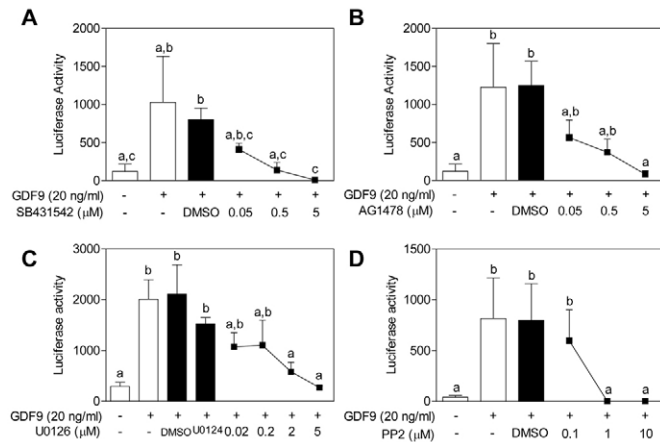 A
Luciferase Activity
2000
1500
1000
500
0
a,c
a,b
b
a,b,c
a,c
c
GDF9 (20 ng/ml) - + + + + +
SB431542 (μM) - - DMSO 0.05 0.5 5
B
Luciferase Activity
2000
1500
1000
500
0
a
b
b
a,b
a,b
a
GDF9 (20 ng/ml) - + + + + +
AG1478 (μM) - - DMSO 0.05 0.5 5
C
Luciferase activity
3000
2000
1000
0
a
b
b
b
a,b
a,b
a
a
GDF9 (20 ng/ml) - + + + + + + +
U0126 (μM) - - DMSO U0124 0.02 0.2 2 5
D
Luciferase activity
1500
1000
500
0
a
b
b
b
a
a
GDF9 (20 ng/ml) - + + + + +
PP2 (μM) - - DMSO 0.1 1 10